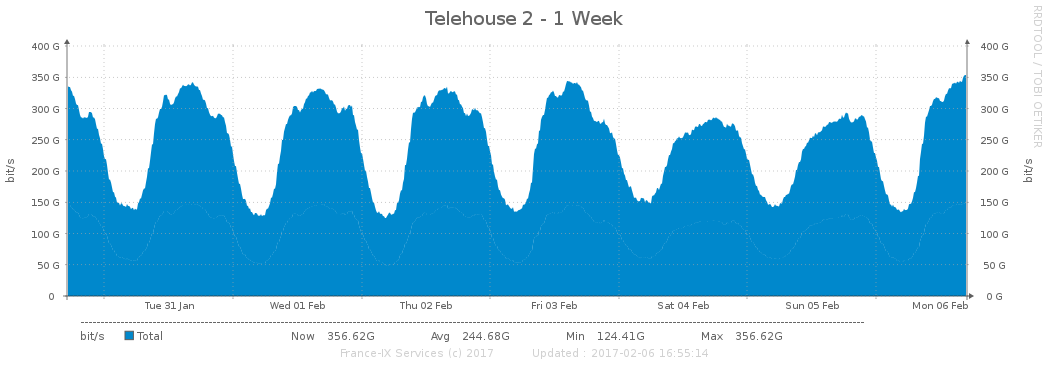 Telehouse 2 - 1 Week
RRDTOOL / TOBI OETIKER
400 G 400 G
350 G 350 G
300 G 300 G
250 G 250 G
200 G 200 G
150 G 150 G
100 G 100 G
50 G 50 G
0 0 G
bit/s
bit/s
Tue 31 Jan Wed 01 Feb Thu 02 Feb Fri 03 Feb Sat 04 Feb Sun 05 Feb Mon 06 Feb
bit/s Total Now 356.62G Avg 244.68G Min 124.41G Max 356.62G
France-IX Services (c) 2017 Updated : 2017-02-06 16:55:14